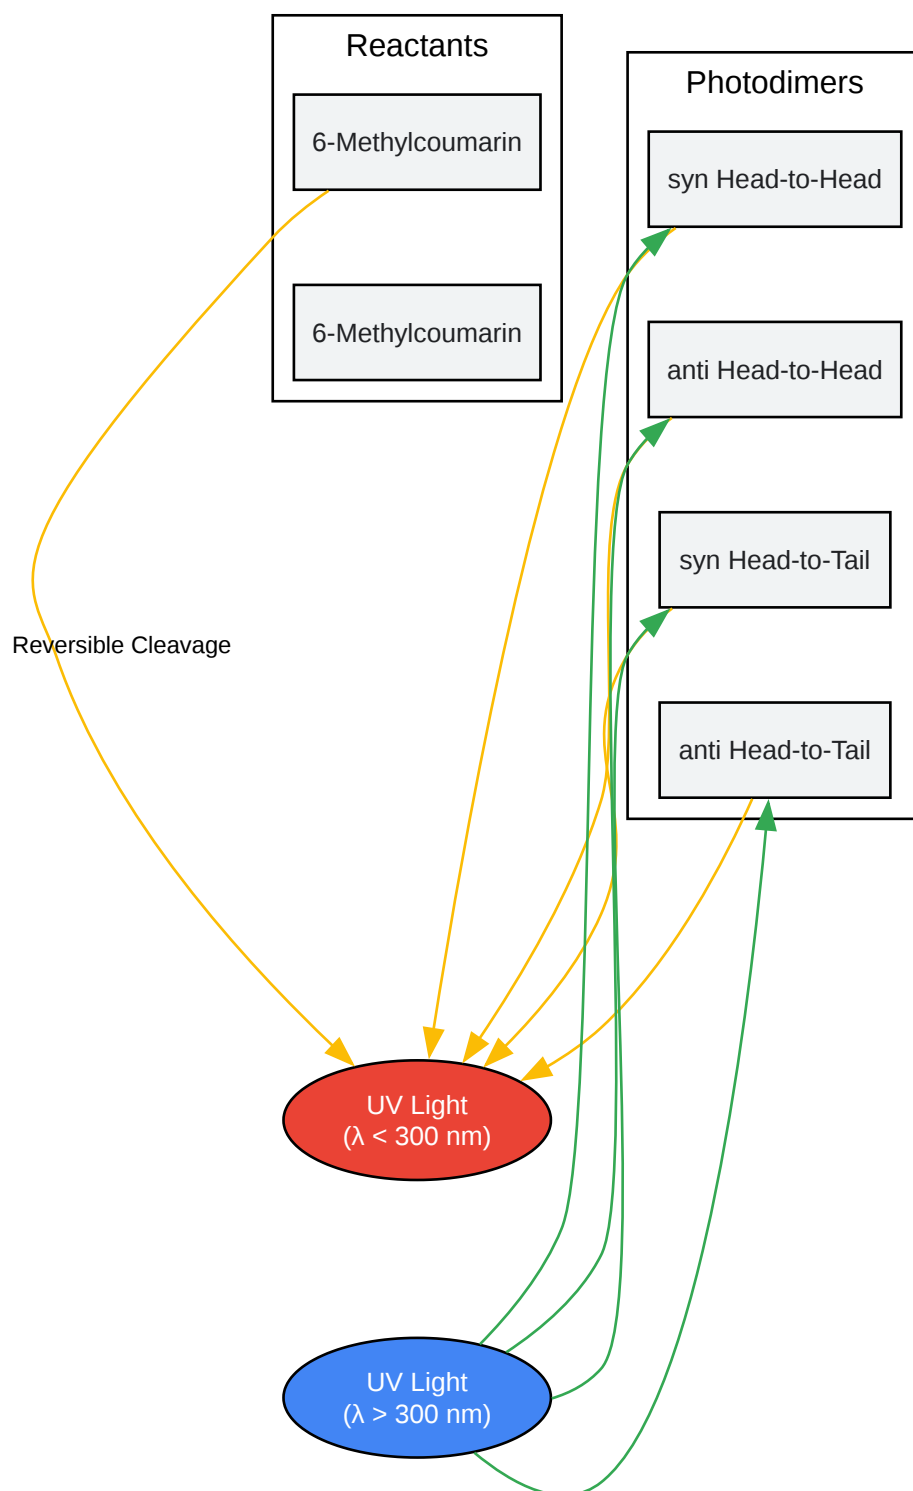 Reactants
6-Methylcoumarin
6-Methylcoumarin
Photodimers
syn Head-to-Head
anti Head-to-Head
syn Head-to-Tail
anti Head-to-Tail
Reversible Cleavage
UV Light
(λ < 300 nm)
UV Light
(λ > 300 nm)